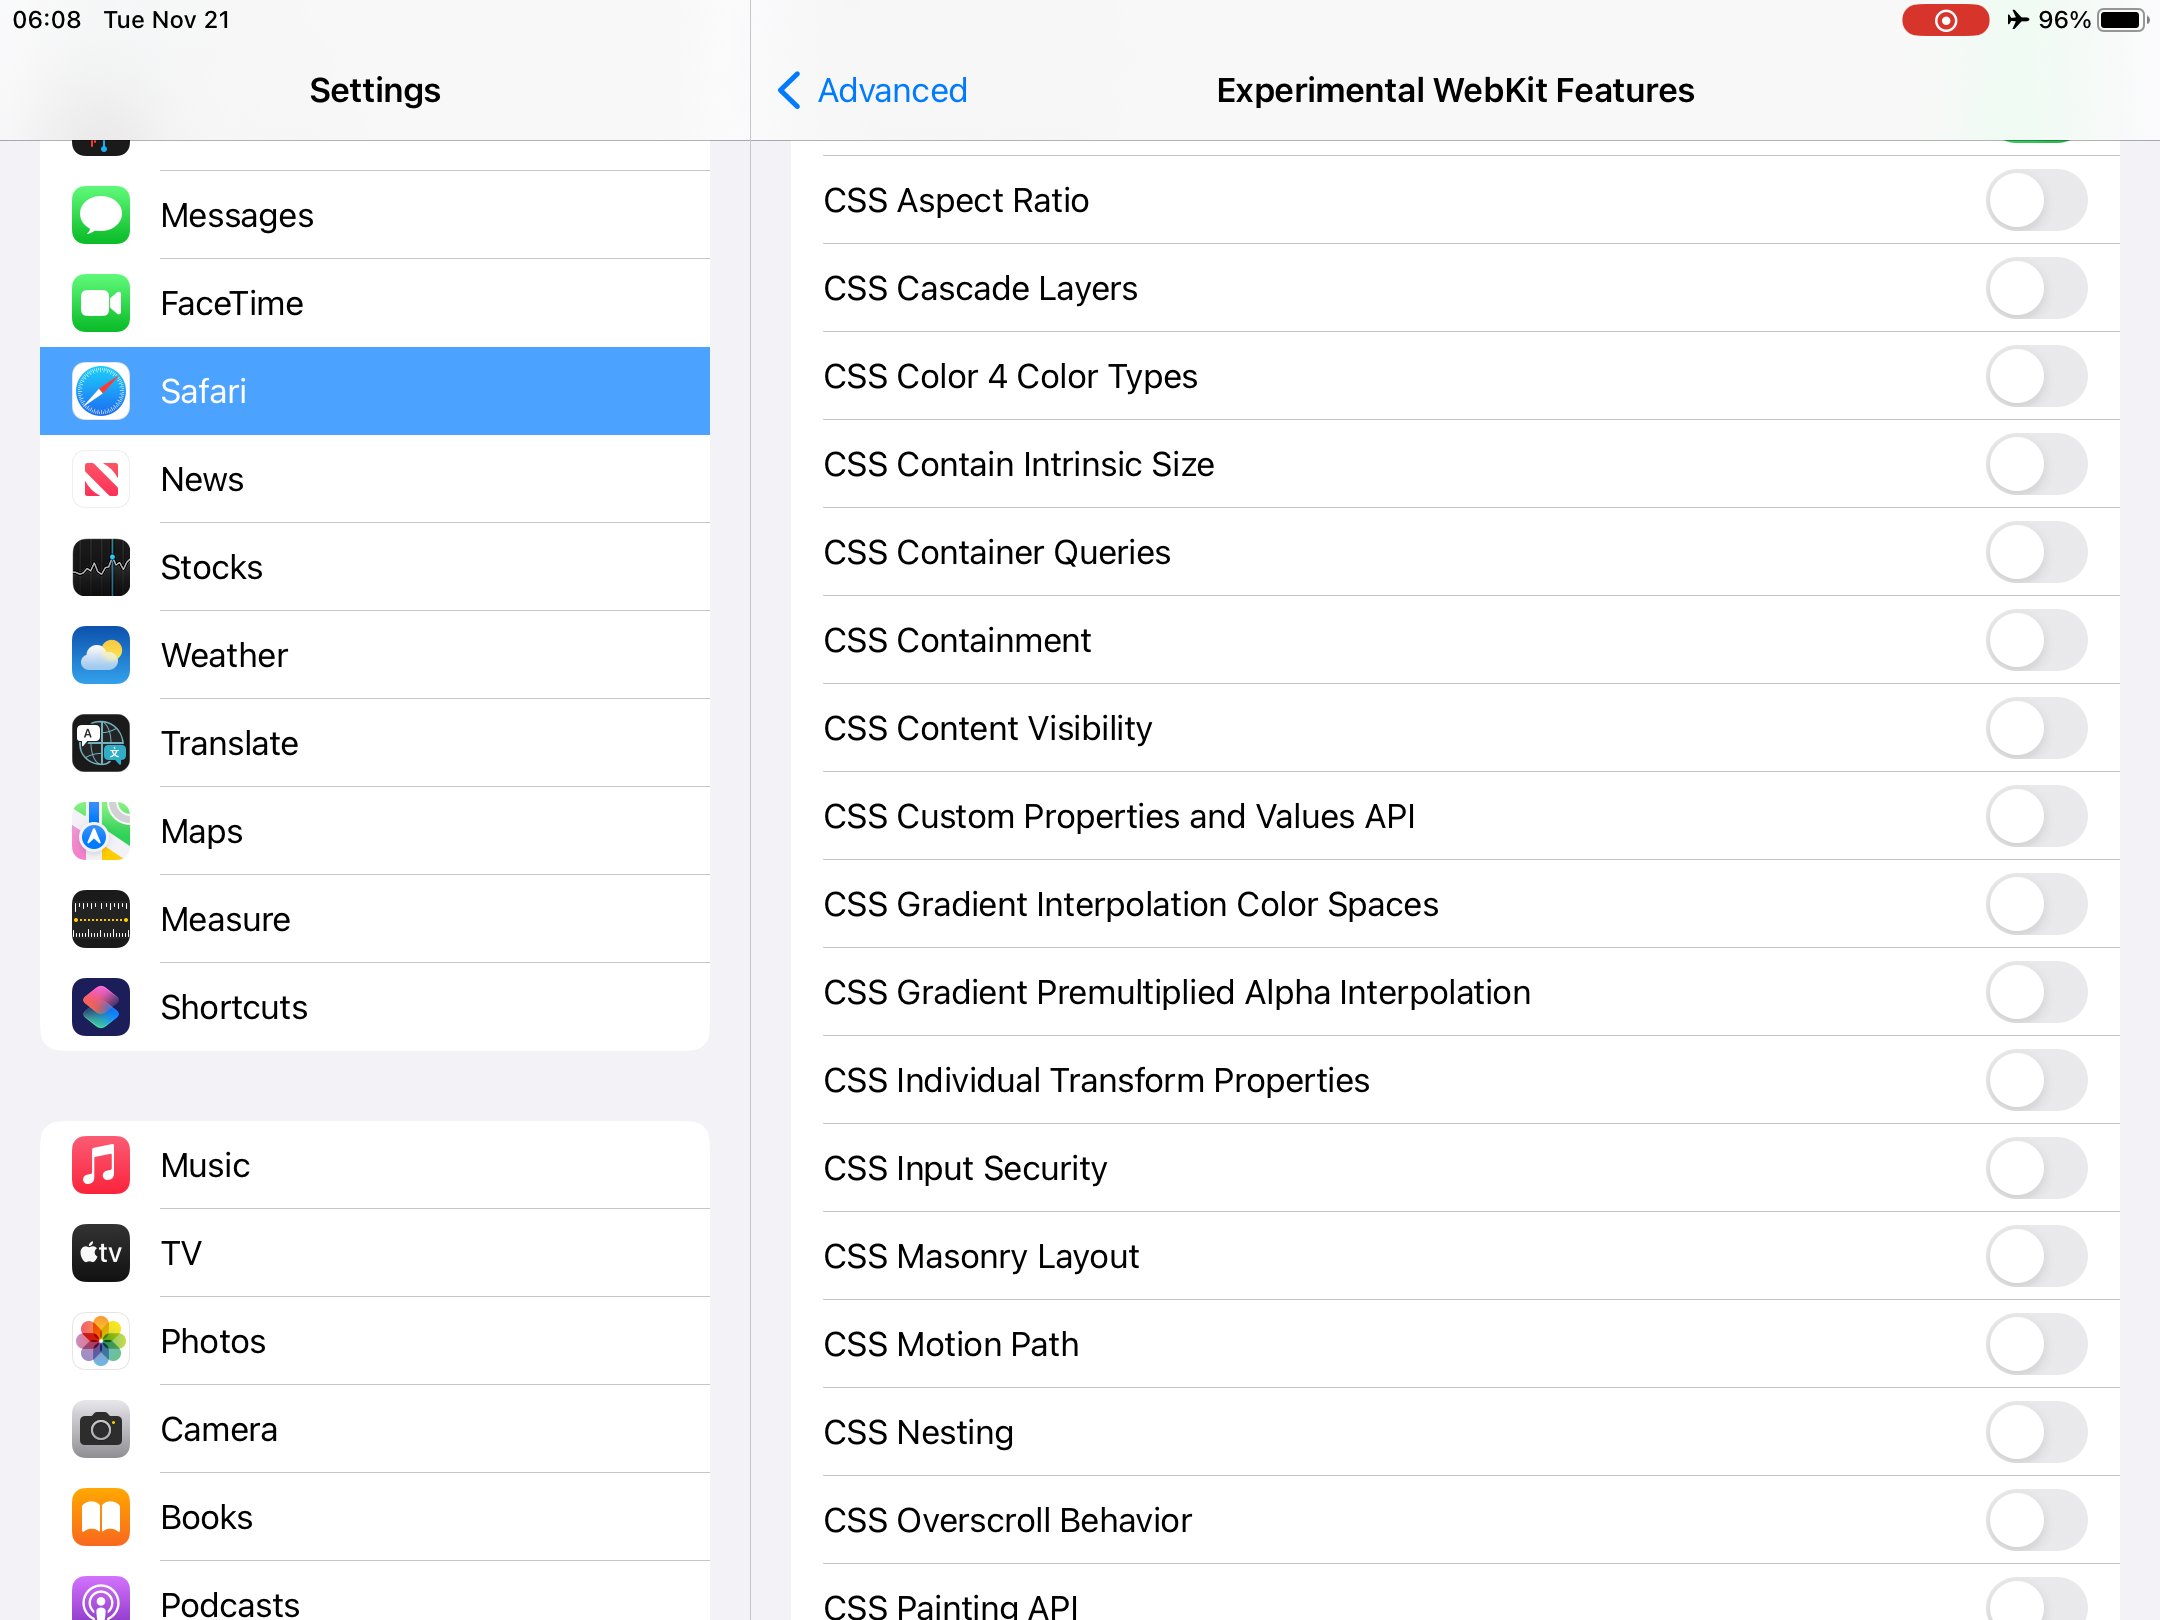 06:08 Tue Nov 21
96%
Settings
Messages
FaceTime
Safari
News
Stocks
Weather
A
文
Translate
Maps
Measure
Shortcuts
Music
tv
TV
Photos
Camera
Books
Podcasts
Advanced
Experimental WebKit Features
CSS Aspect Ratio
CSS Cascade Layers
CSS Color 4 Color Types
CSS Contain Intrinsic Size
CSS Container Queries
CSS Containment
CSS Content Visibility
CSS Custom Properties and Values API
CSS Gradient Interpolation Color Spaces
CSS Gradient Premultiplied Alpha Interpolation
CSS Individual Transform Properties
CSS Input Security
CSS Masonry Layout
CSS Motion Path
CSS Nesting
CSS Overscroll Behavior
CSS Painting API